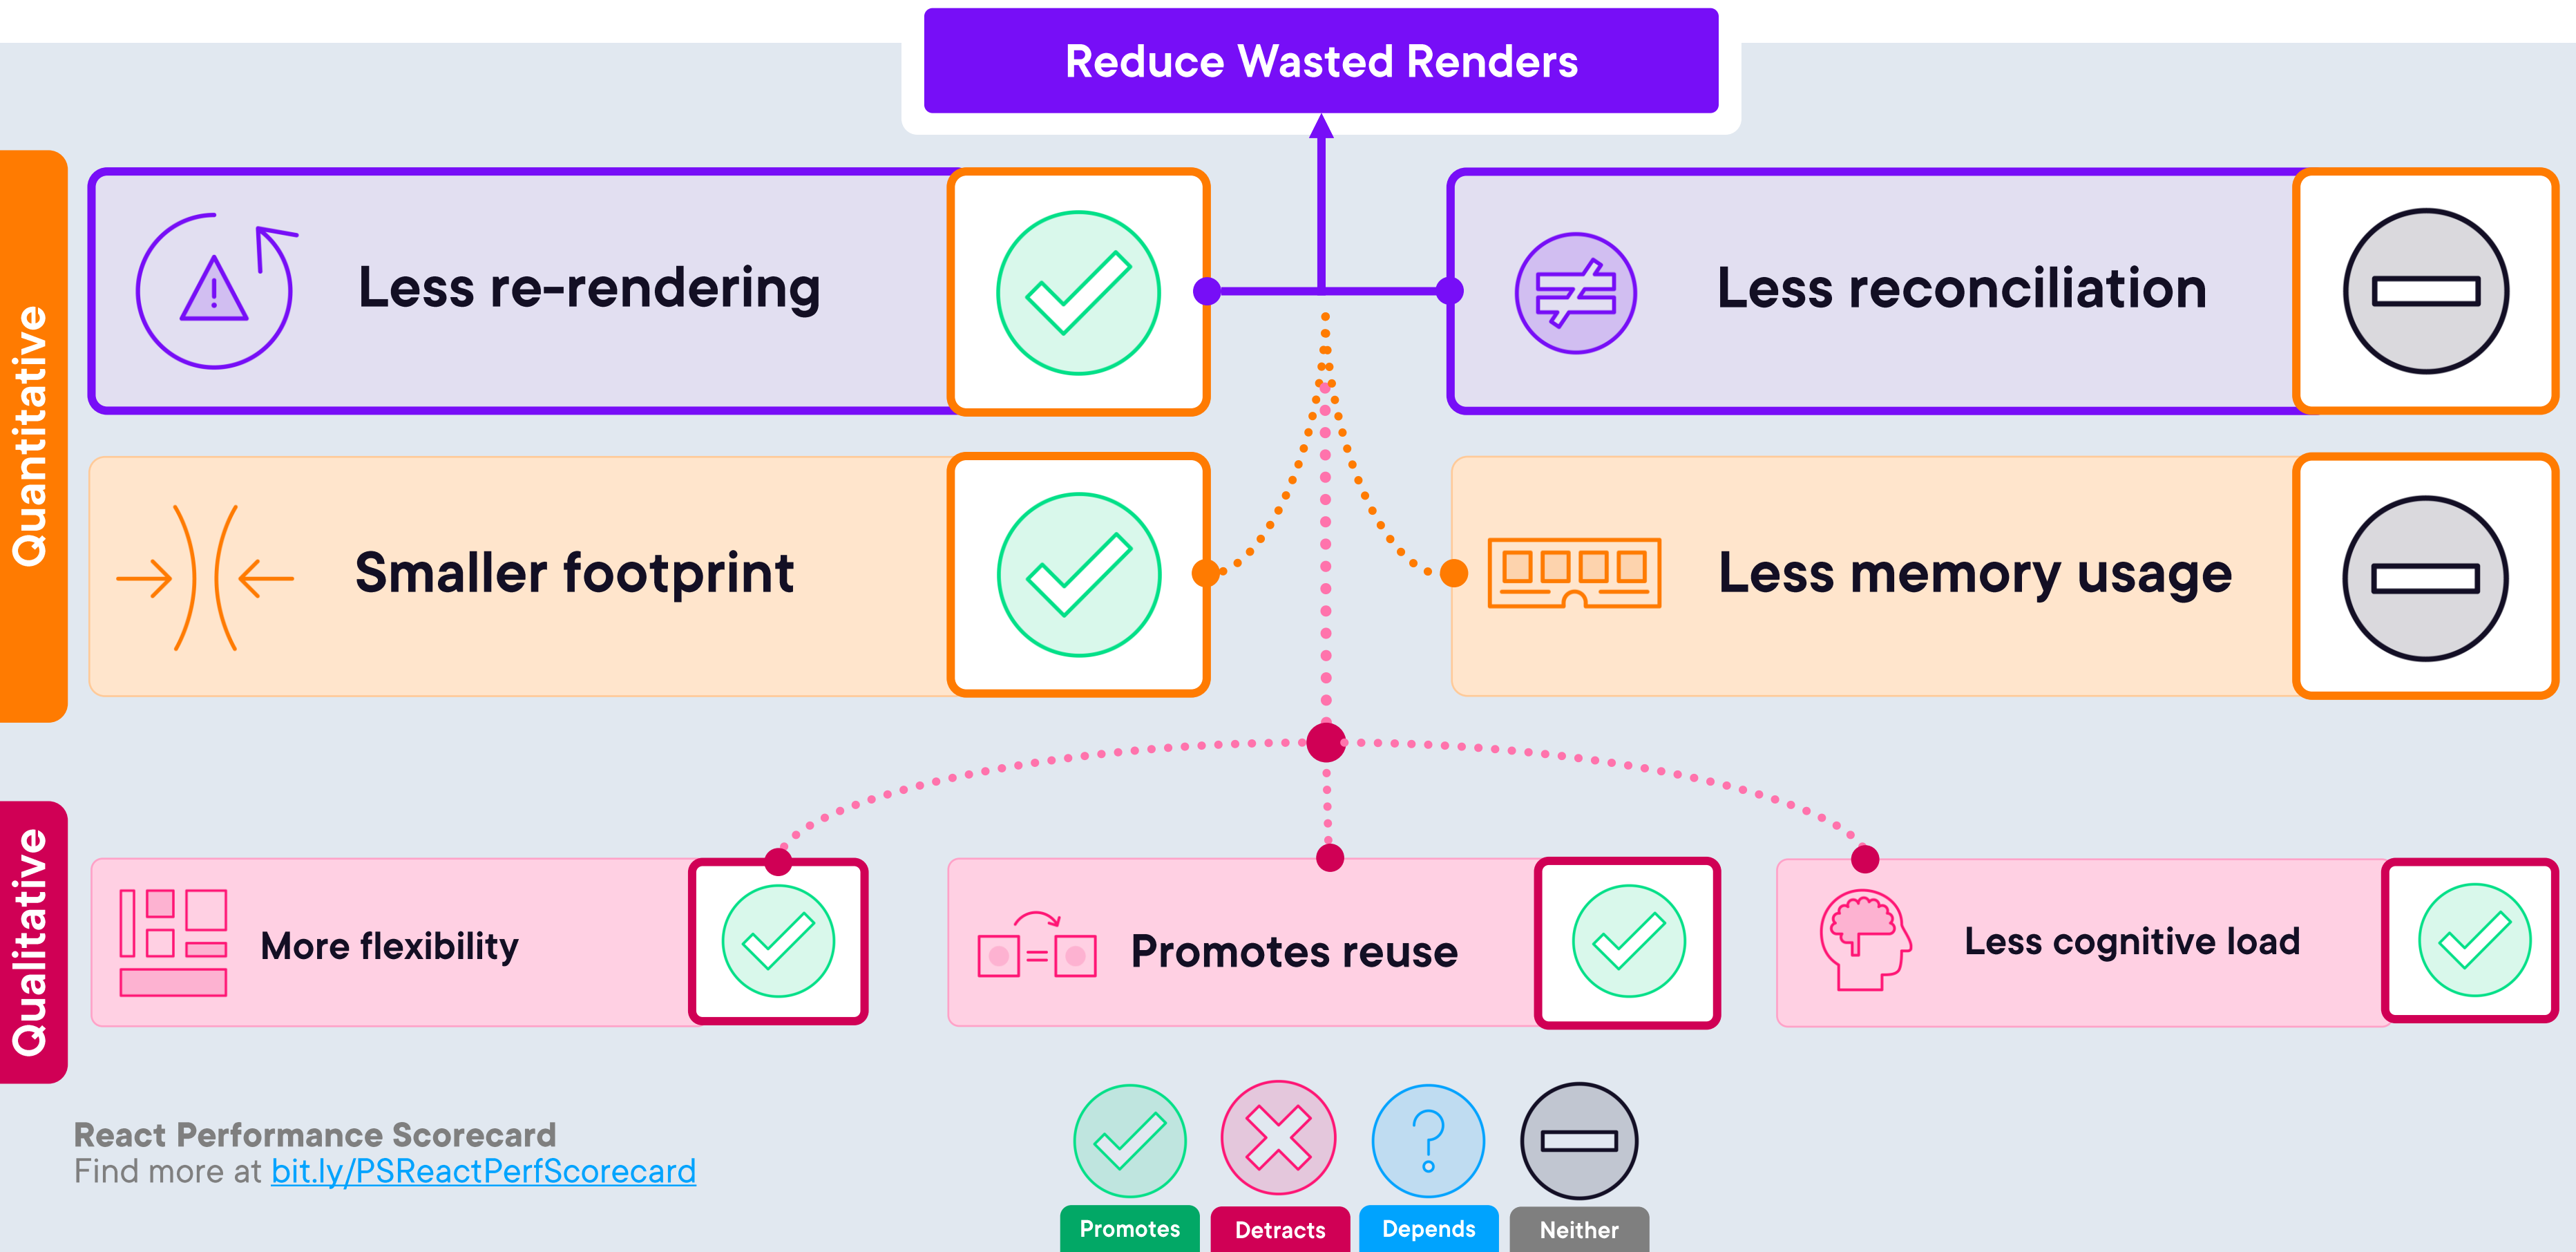 Reduce Wasted Renders
Quantitative
Less re-rendering
Less reconciliation
Smaller footprint
Less memory usage
Qualitative
More flexibility
Promotes reuse
Less cognitive load
React Performance Scorecard
Find more at bit.ly/PSReactPerfScorecard
Promotes
Detracts
Depends
Neither